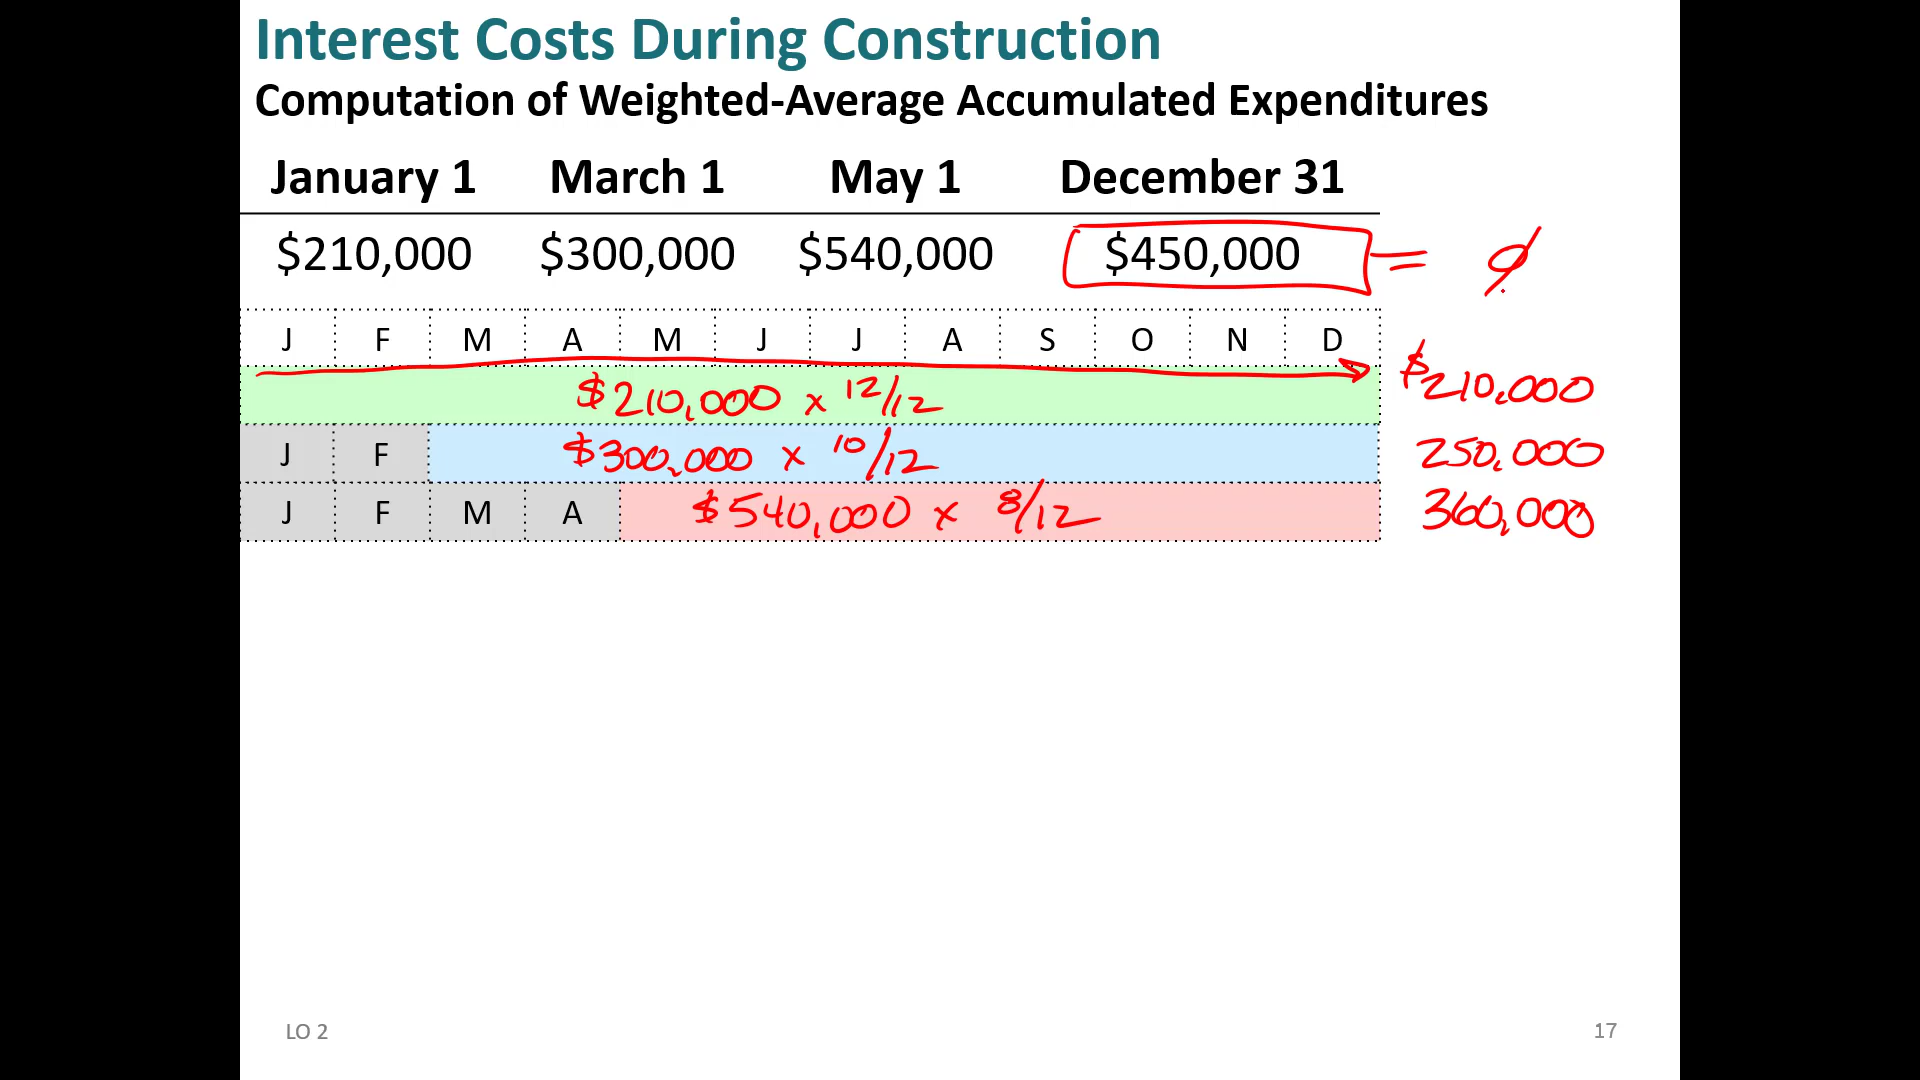 Interest Costs During Construction
Computation of Weighted-Average Accumulated Expenditures
January 1 March 1 May 1 December 31
$210,000 $300,000 $540,000 $450,000 = ø
J F M A M J J A S O N D
$210,000 x 12/12 $210,000
J F $300,000 x 10/12 250,000
J F M A $540,000 x 8/12 360,000
LO 2 17